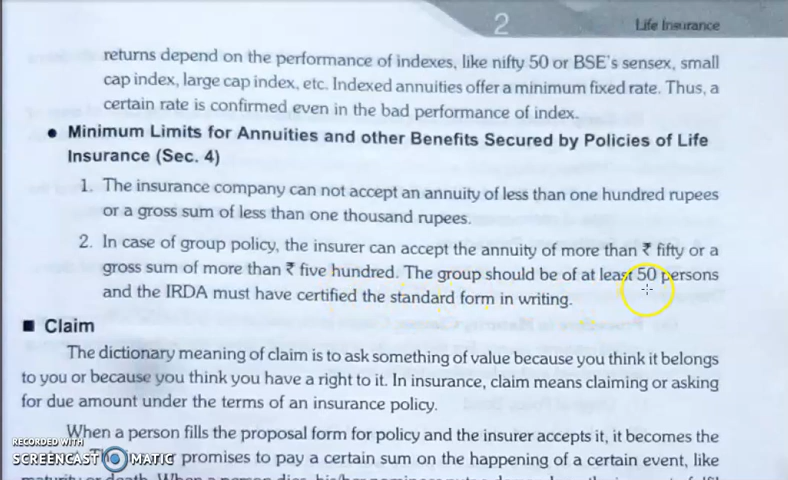 2
Life Insurance
returns depend on the performance of indexes, like nifty 50 or BSE's sensex, small
cap index, large cap index, etc. Indexed annuities offer a minimum fixed rate. Thus, a
certain rate is confirmed even in the bad performance of index.
● Minimum Limits for Annuities and other Benefits Secured by Policies of Life
Insurance (Sec. 4)
1. The insurance company can not accept an annuity of less than one hundred rupees
or a gross sum of less than one thousand rupees.
2. In case of group policy, the insurer can accept the annuity of more than ₹ fifty or a
gross sum of more than ₹ five hundred. The group should be of at least 50 persons
and the IRDA must have certified the standard form in writing.
■ Claim
The dictionary meaning of claim is to ask something of value because you think it belongs
to you or because you think you have a right to it. In insurance, claim means claiming or asking
for due amount under the terms of an insurance policy.
When a person fills the proposal form for policy and the insurer accepts it, it becomes the
promises to pay a certain sum on the happening of a certain event, like
RECORDED WITH
SCREENCAST MATIC